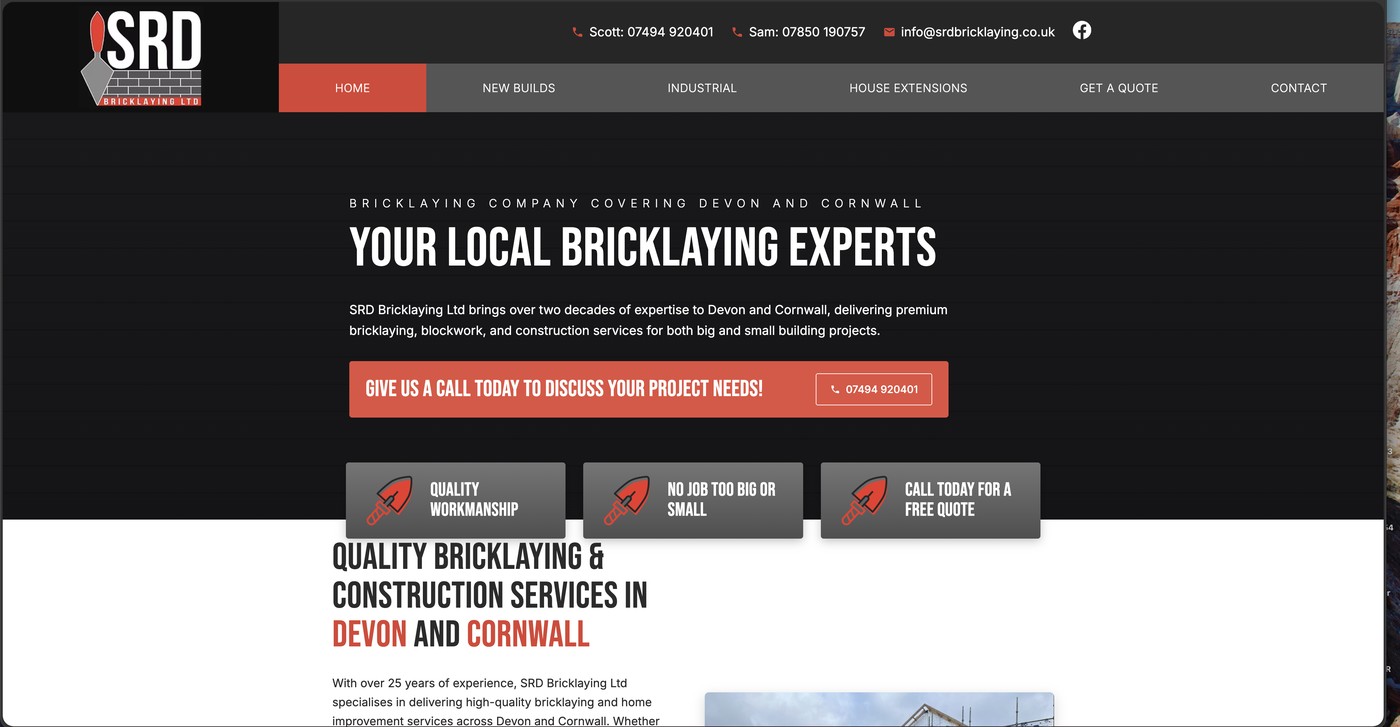 SRD
BRICKLAYING LTD
Scott: 07494 920401
Sam: 07850 190757
info@srdbricklaying.co.uk
HOME
NEW BUILDS
INDUSTRIAL
HOUSE EXTENSIONS
GET A QUOTE
CONTACT
BRICKLAYING COMPANY COVERING DEVON AND CORNWALL
YOUR LOCAL BRICKLAYING EXPERTS
SRD Bricklaying Ltd brings over two decades of expertise to Devon and Cornwall, delivering premium
bricklaying, blockwork, and construction services for both big and small building projects.
GIVE US A CALL TODAY TO DISCUSS YOUR PROJECT NEEDS!
07494 920401
QUALITY
WORKMANSHIP
NO JOB TOO BIG OR
SMALL
CALL TODAY FOR A
FREE QUOTE
QUALITY BRICKLAYING &
CONSTRUCTION SERVICES IN
DEVON AND CORNWALL
With over 25 years of experience, SRD Bricklaying Ltd
specialises in delivering high-quality bricklaying and home
improvement services across Devon and Cornwall. Whether